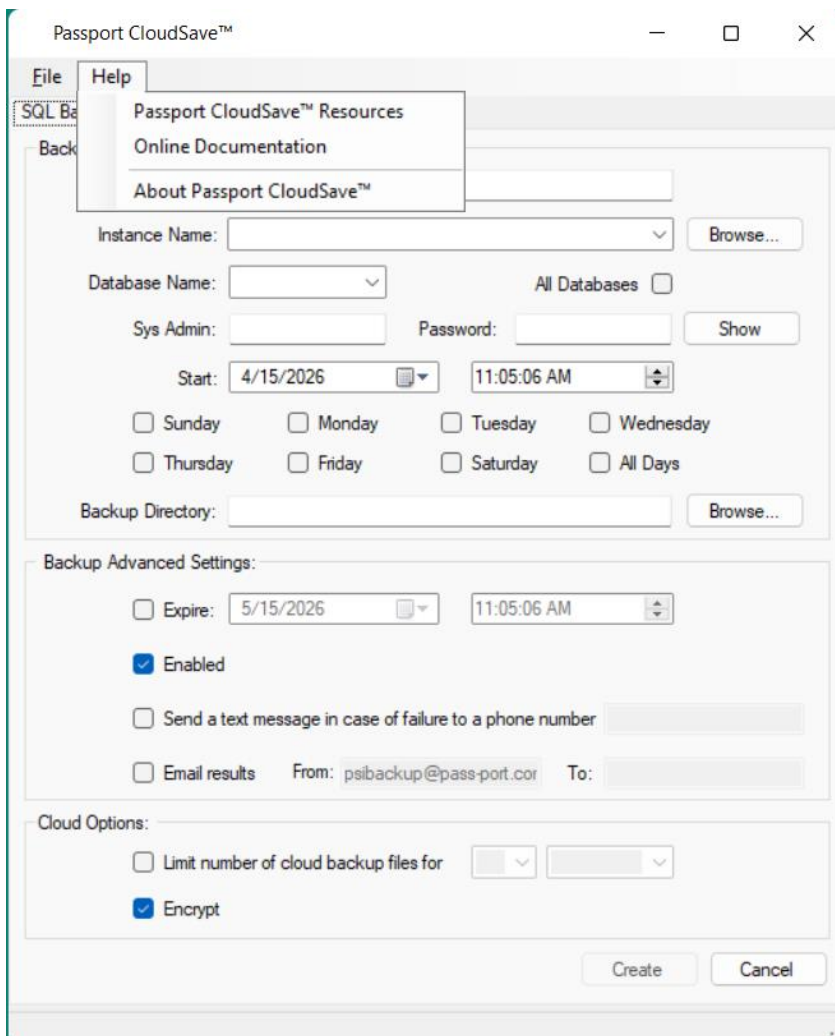 Passport CloudSave™
File Help
SQL Ba
Passport CloudSave™ Resources
Online Documentation
About Passport CloudSave™
Back
Instance Name: Browse...
Database Name: All Databases
Sys Admin: Password: Show
Start: 4/15/2026 11:05:06 AM
Sunday Monday Tuesday Wednesday
Thursday Friday Saturday All Days
Backup Directory: Browse...
Backup Advanced Settings:
Expire: 5/15/2026 11:05:06 AM
Enabled
Send a text message in case of failure to a phone number
Email results From: psibackup@pass-port.cor To:
Cloud Options:
Limit number of cloud backup files for
Encrypt
Create Cancel